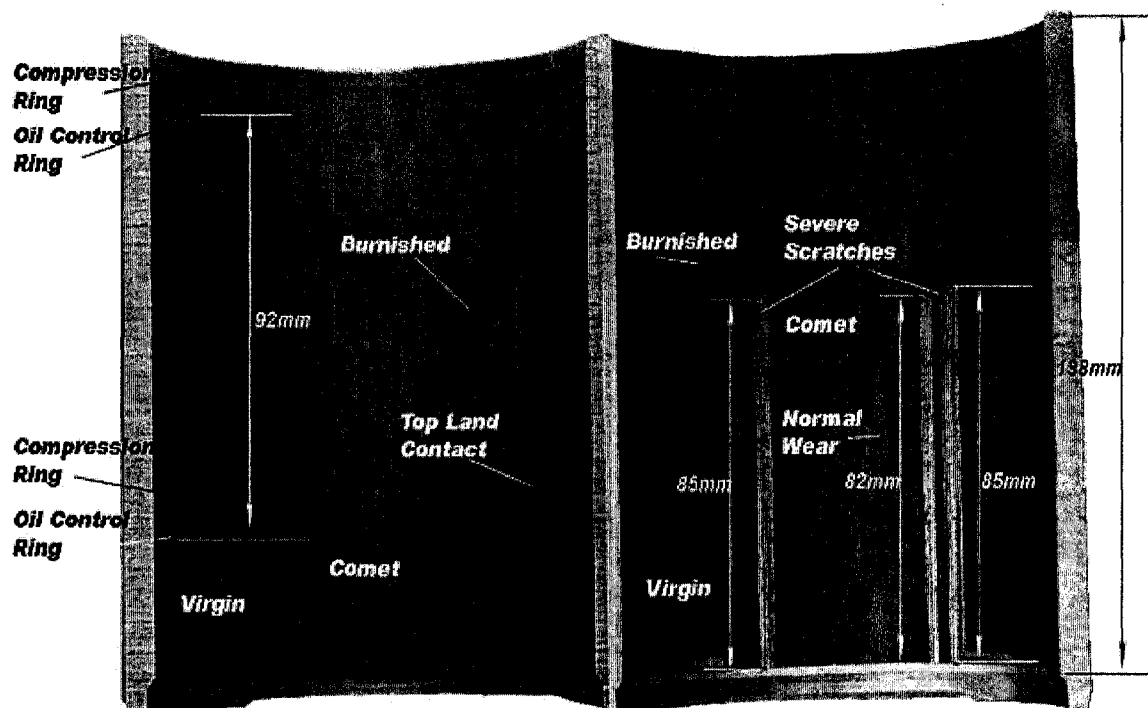 Compression
Ring
Oil Control
Ring
Burnished
92mm
Top Land
Contact
Compression
Ring
Oil Control
Ring
Comet
Virgin
Burnished
Severe
Scratches
Comet
Normal
Wear
85mm
82mm
85mm
Virgin
138mm